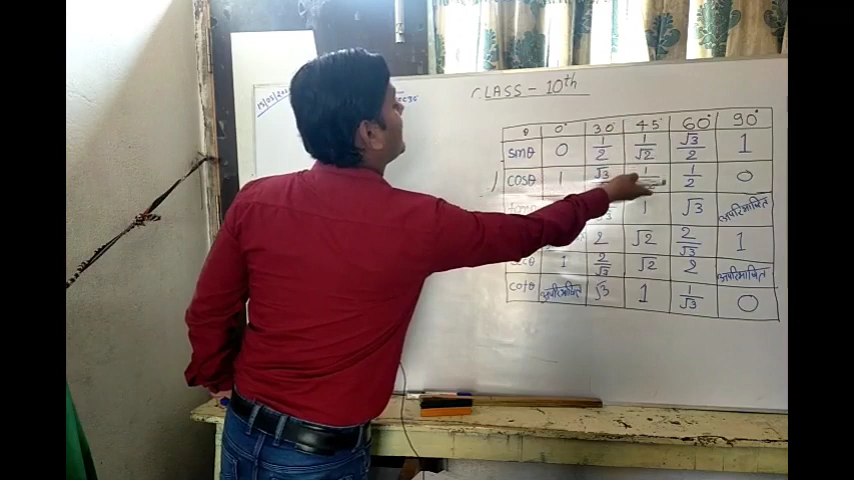 CLASS - 10th
θ 0° 30° 45° 60° 90°
sinθ 0 1/2 1/√2 √3/2 1
cosθ 1 √3 1/√2 1/2 0
√3 1 √3 अपरिभाषित
2 √2 2/√3 1
1 2/√3 √2 2 अपरिभाषित
cotθ अपरिभाषित √3 1 1/√3 0